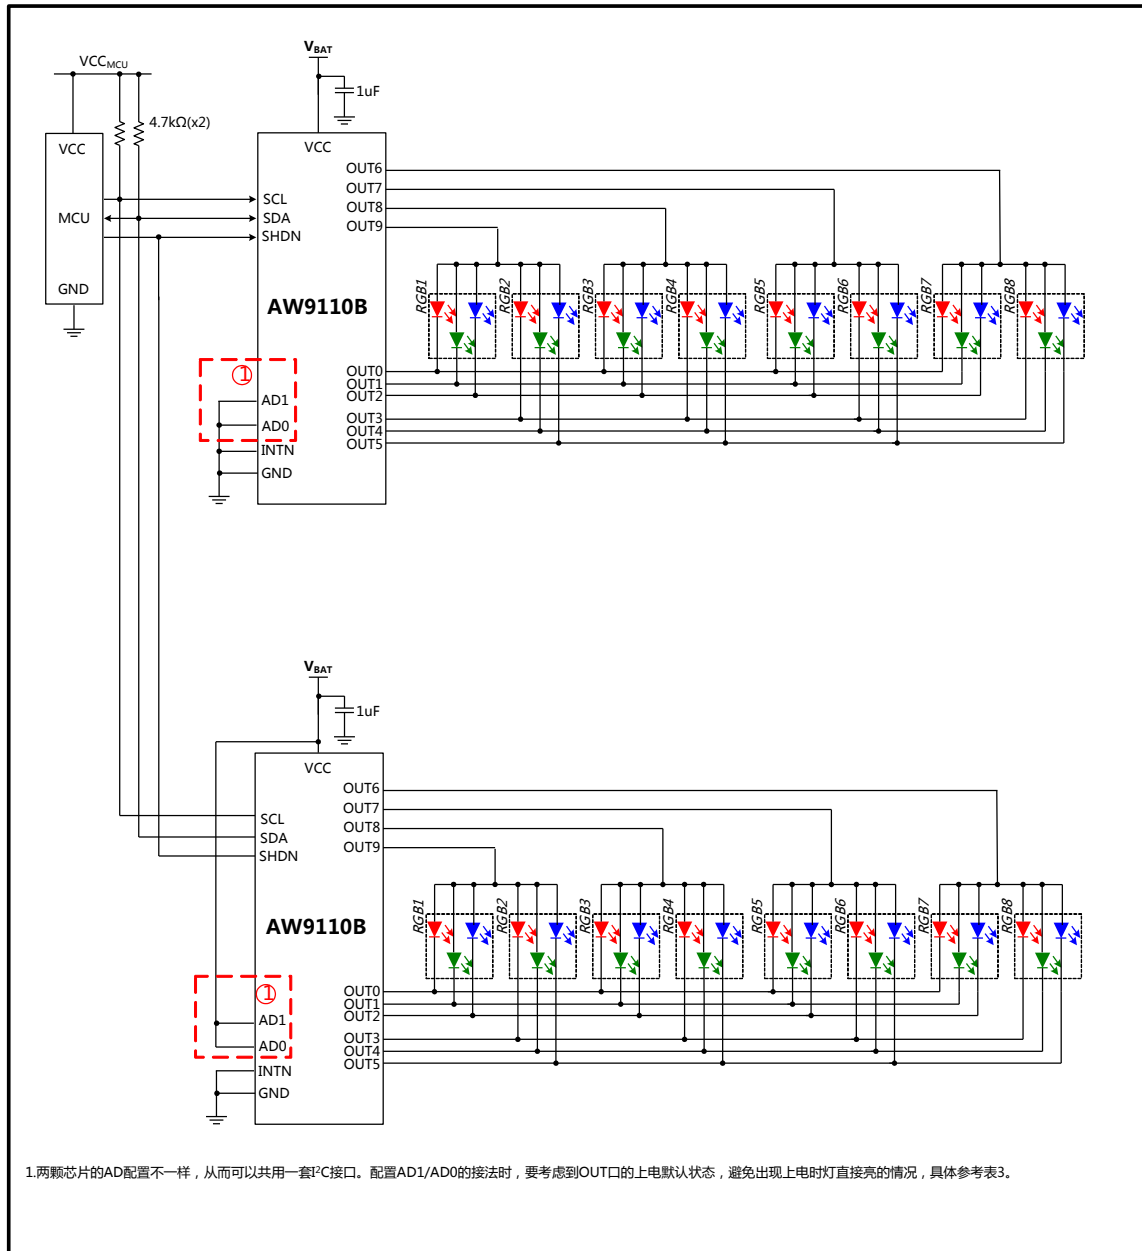 VCCMCU
4.7kΩ(x2)
VCC
MCU
GND
VBAT
1uF
VCC
SCL
SDA
SHDN
AW9110B
①
AD1
AD0
INTN
GND
OUT6
OUT7
OUT8
OUT9
RGB1
RGB2
RGB3
RGB4
RGB5
RGB6
RGB7
RGB8
OUT0
OUT1
OUT2
OUT3
OUT4
OUT5
VBAT
1uF
VCC
SCL
SDA
SHDN
AW9110B
①
AD1
AD0
INTN
GND
OUT6
OUT7
OUT8
OUT9
RGB1
RGB2
RGB3
RGB4
RGB5
RGB6
RGB7
RGB8
OUT0
OUT1
OUT2
OUT3
OUT4
OUT5
1.两颗芯片的AD配置不一样，从而可以共用一套I²C接口。配置AD1/AD0的接法时，要考虑到OUT口的上电默认状态，避免出现上电时灯直接亮的情况，具体参考表3。